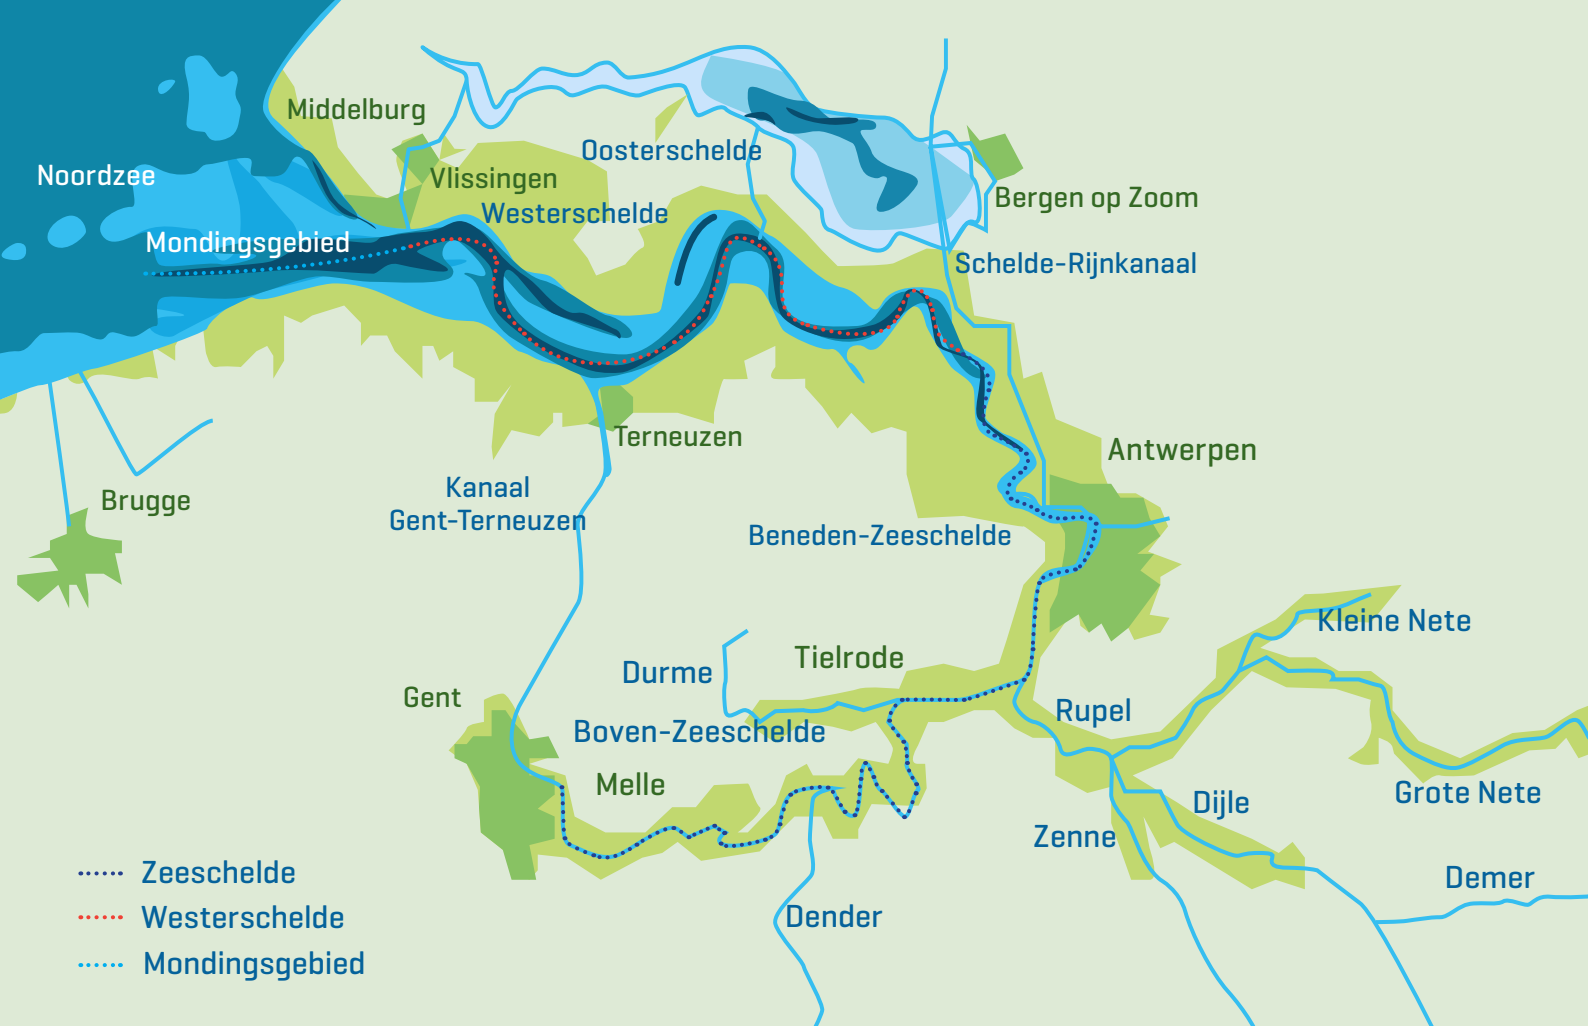 Middelburg
Oosterschelde
Noordzee
Vlissingen
Bergen op Zoom
Westerschelde
Mondingsgebied
Schelde-Rijnkanaal
Terneuzen
Antwerpen
Brugge
Kanaal
Gent-Terneuzen
Beneden-Zeeschelde
Kleine Nete
Tielrode
Durme
Gent
Rupel
Boven-Zeeschelde
Melle
Grote Nete
Dijle
Zenne
Zeeschelde
Demer
Westerschelde
Dender
Mondingsgebied